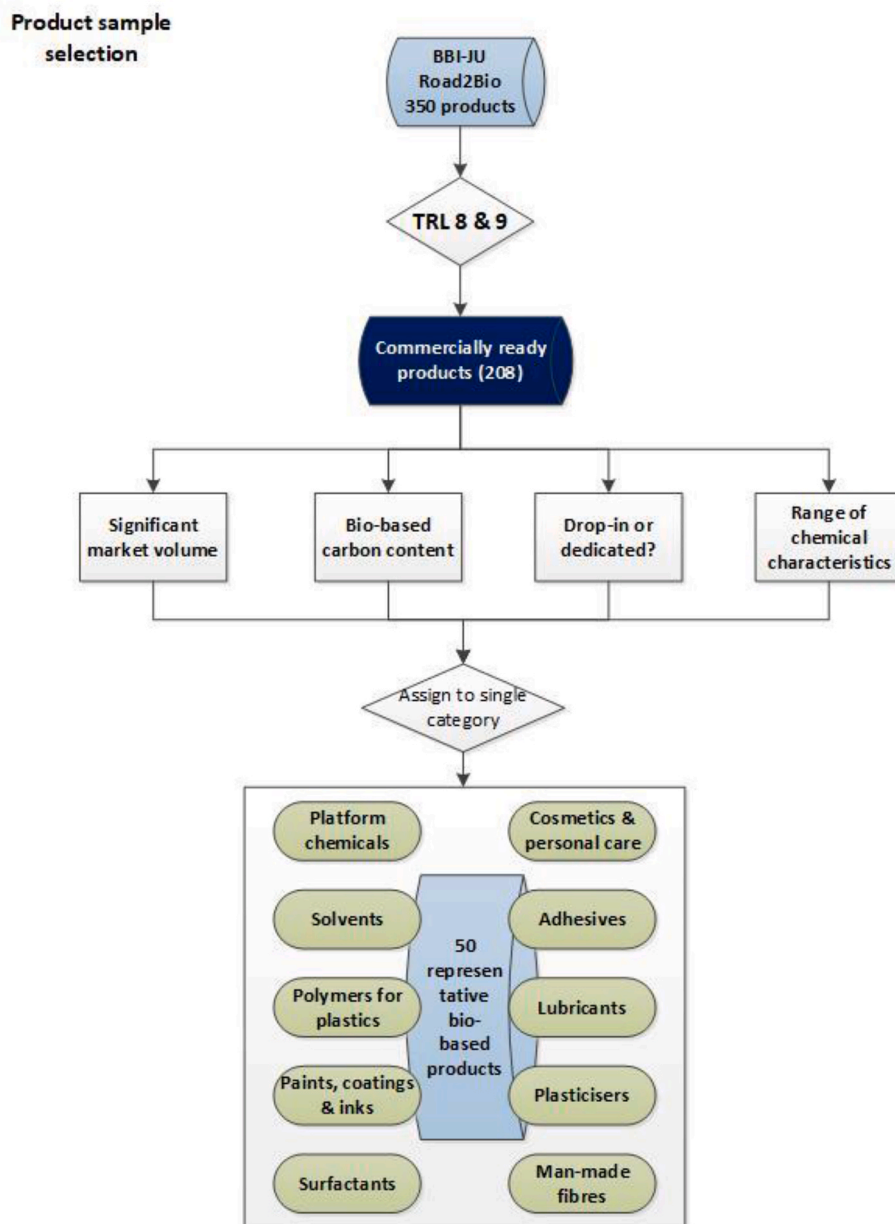 Product sample
selection
BBI-JU
Road2Bio
350 products
TRL 8 & 9
Commercially ready
products (208)
Significant
market volume
Bio-based
carbon content
Drop-in or
dedicated?
Range of
chemical
characteristics
Assign to single
category
Platform
chemicals
Cosmetics &
personal care
Solvents
Adhesives
50
represen
tative
bio-
based
products
Polymers for
plastics
Lubricants
Paints, coatings
& inks
Plasticisers
Surfactants
Man-made
fibres